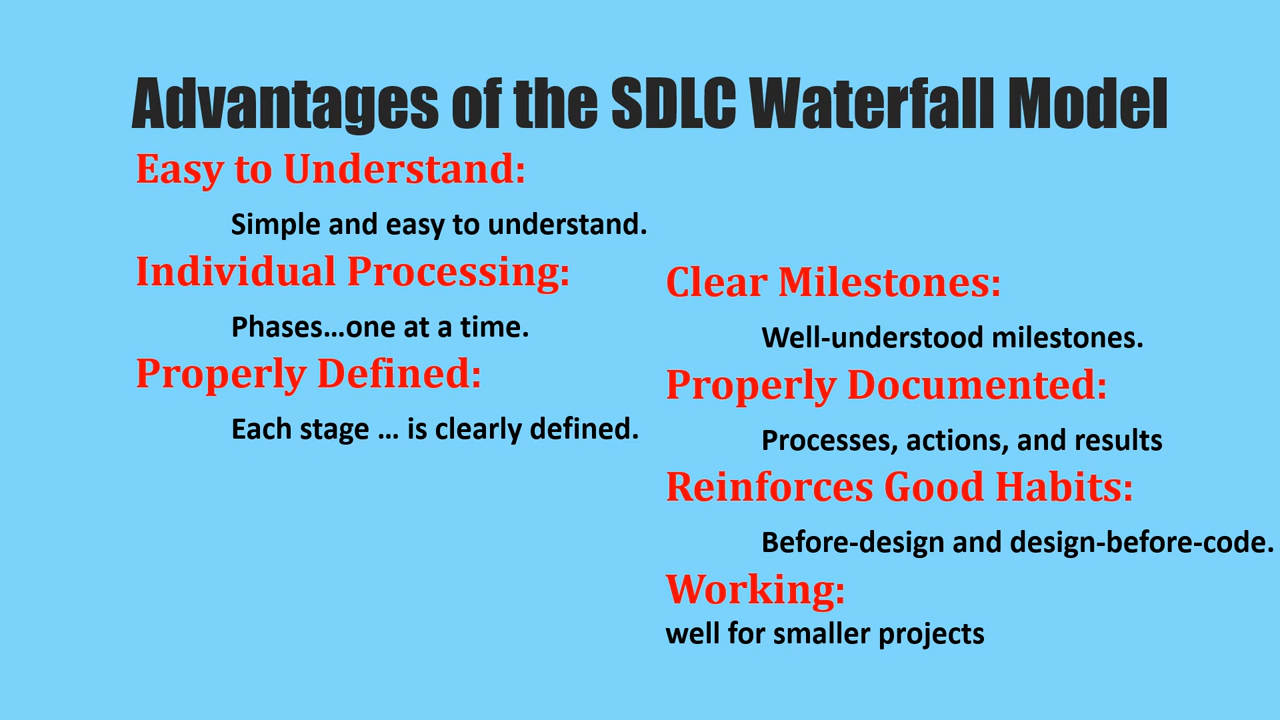 Advantages of the SDLC Waterfall Model
Easy to Understand:
Simple and easy to understand.
Individual Processing:
Phases…one at a time.
Properly Defined:
Each stage … is clearly defined.
Clear Milestones:
Well-understood milestones.
Properly Documented:
Processes, actions, and results
Reinforces Good Habits:
Before-design and design-before-code.
Working:
well for smaller projects